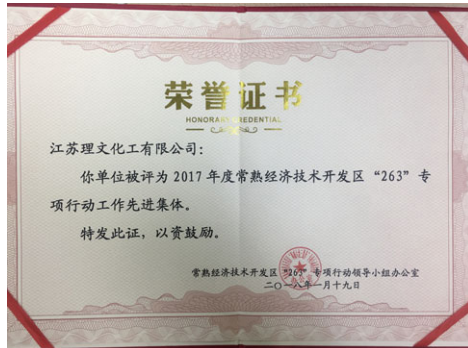 荣誉证书
HONORARY CREDENTIAL
江苏理文化工有限公司：
你单位被评为2017年度常熟经济技术开发区“263”专
项行动工作先进集体。
特发此证，以资鼓励。
常熟经济技术开发区“263”专项行动领导小组办公室
二〇一八年一月十九日